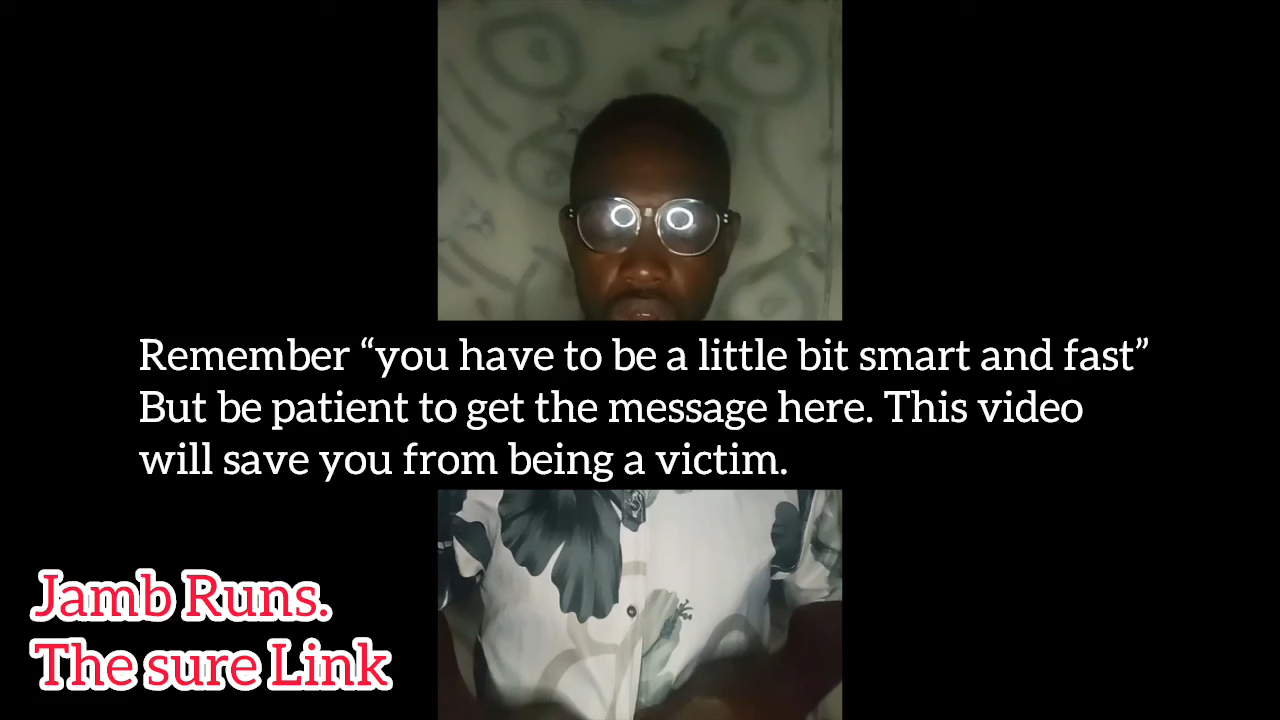 Remember “you have to be a little bit smart and fast”
But be patient to get the message here. This video
will save you from being a victim.
Jamb Runs.
The sure Link